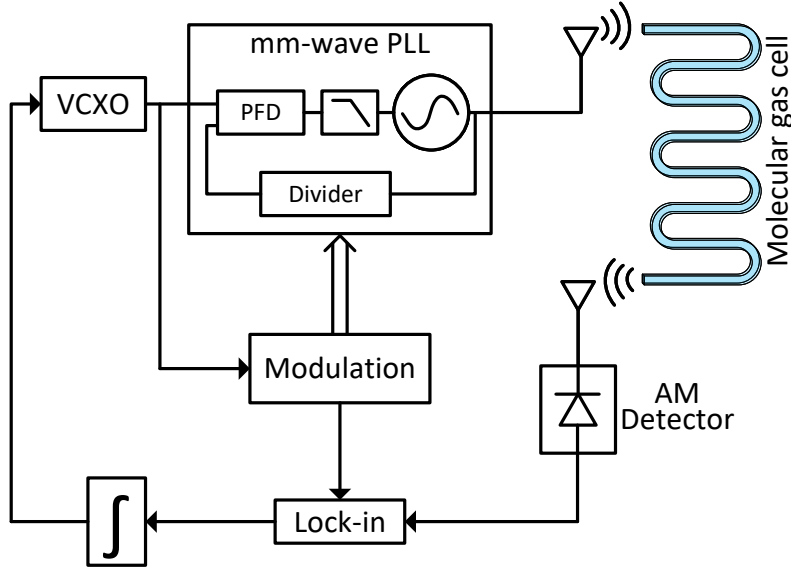 mm-wave PLL
VCXO
PFD
Divider
Molecular gas cell
Modulation
AM
Detector
Lock-in
∫